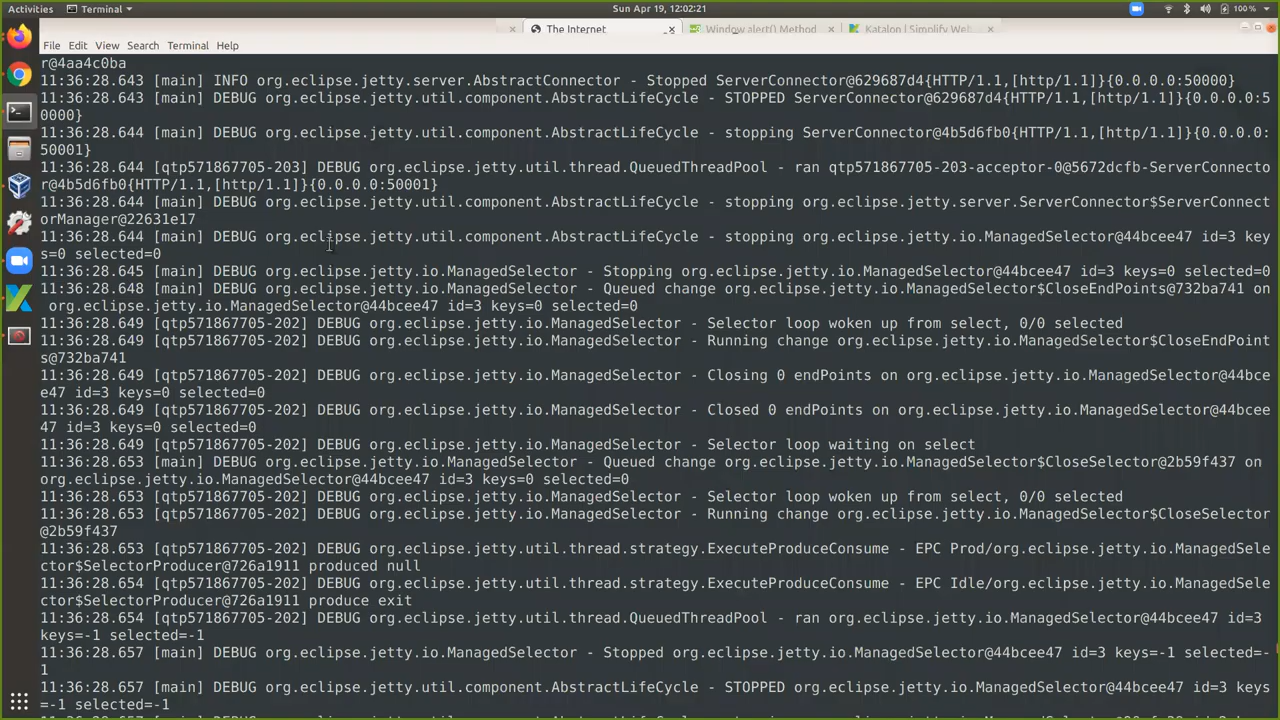 Activities
Terminal
Sun Apr 19, 12:02:21
100%
The Internet
Window alert() Method
Katalon | Simplify Web
File Edit View Search Terminal Help
r@4aa4c0ba
11:36:28.643 [main] INFO org.eclipse.jetty.server.AbstractConnector - Stopped ServerConnector@629687d4{HTTP/1.1,[http/1.1]}{0.0.0.0:50000}
11:36:28.643 [main] DEBUG org.eclipse.jetty.util.component.AbstractLifeCycle - STOPPED ServerConnector@629687d4{HTTP/1.1,[http/1.1]}{0.0.0.0:5
0000}
11:36:28.644 [main] DEBUG org.eclipse.jetty.util.component.AbstractLifeCycle - stopping ServerConnector@4b5d6fb0{HTTP/1.1,[http/1.1]}{0.0.0.0:
50001}
11:36:28.644 [qtp571867705-203] DEBUG org.eclipse.jetty.util.thread.QueuedThreadPool - ran qtp571867705-203-acceptor-0@5672dcfb-ServerConnecto
r@4b5d6fb0{HTTP/1.1,[http/1.1]}{0.0.0.0:50001}
11:36:28.644 [main] DEBUG org.eclipse.jetty.util.component.AbstractLifeCycle - stopping org.eclipse.jetty.server.ServerConnector$ServerConnect
orManager@22631e17
11:36:28.644 [main] DEBUG org.eclipse.jetty.util.component.AbstractLifeCycle - stopping org.eclipse.jetty.io.ManagedSelector@44bcee47 id=3 key
s=0 selected=0
11:36:28.645 [main] DEBUG org.eclipse.jetty.io.ManagedSelector - Stopping org.eclipse.jetty.io.ManagedSelector@44bcee47 id=3 keys=0 selected=0
11:36:28.648 [main] DEBUG org.eclipse.jetty.io.ManagedSelector - Queued change org.eclipse.jetty.io.ManagedSelector$CloseEndPoints@732ba741 on
org.eclipse.jetty.io.ManagedSelector@44bcee47 id=3 keys=0 selected=0
11:36:28.649 [qtp571867705-202] DEBUG org.eclipse.jetty.io.ManagedSelector - Selector loop woken up from select, 0/0 selected
11:36:28.649 [qtp571867705-202] DEBUG org.eclipse.jetty.io.ManagedSelector - Running change org.eclipse.jetty.io.ManagedSelector$CloseEndPoint
s@732ba741
11:36:28.649 [qtp571867705-202] DEBUG org.eclipse.jetty.io.ManagedSelector - Closing 0 endPoints on org.eclipse.jetty.io.ManagedSelector@44bce
e47 id=3 keys=0 selected=0
11:36:28.649 [qtp571867705-202] DEBUG org.eclipse.jetty.io.ManagedSelector - Closed 0 endPoints on org.eclipse.jetty.io.ManagedSelector@44bcee
47 id=3 keys=0 selected=0
11:36:28.649 [qtp571867705-202] DEBUG org.eclipse.jetty.io.ManagedSelector - Selector loop waiting on select
11:36:28.653 [main] DEBUG org.eclipse.jetty.io.ManagedSelector - Queued change org.eclipse.jetty.io.ManagedSelector$CloseSelector@2b59f437 on
org.eclipse.jetty.io.ManagedSelector@44bcee47 id=3 keys=0 selected=0
11:36:28.653 [qtp571867705-202] DEBUG org.eclipse.jetty.io.ManagedSelector - Selector loop woken up from select, 0/0 selected
11:36:28.653 [qtp571867705-202] DEBUG org.eclipse.jetty.io.ManagedSelector - Running change org.eclipse.jetty.io.ManagedSelector$CloseSelector
@2b59f437
11:36:28.653 [qtp571867705-202] DEBUG org.eclipse.jetty.util.thread.strategy.ExecuteProduceConsume - EPC Prod/org.eclipse.jetty.io.ManagedSele
ctor$SelectorProducer@726a1911 produced null
11:36:28.654 [qtp571867705-202] DEBUG org.eclipse.jetty.util.thread.strategy.ExecuteProduceConsume - EPC Idle/org.eclipse.jetty.io.ManagedSele
ctor$SelectorProducer@726a1911 produce exit
11:36:28.654 [qtp571867705-202] DEBUG org.eclipse.jetty.util.thread.QueuedThreadPool - ran org.eclipse.jetty.io.ManagedSelector@44bcee47 id=3
keys=-1 selected=-1
11:36:28.657 [main] DEBUG org.eclipse.jetty.io.ManagedSelector - Stopped org.eclipse.jetty.io.ManagedSelector@44bcee47 id=3 keys=-1 selected=-
1
11:36:28.657 [main] DEBUG org.eclipse.jetty.util.component.AbstractLifeCycle - STOPPED org.eclipse.jetty.io.ManagedSelector@44bcee47 id=3 keys
=-1 selected=-1